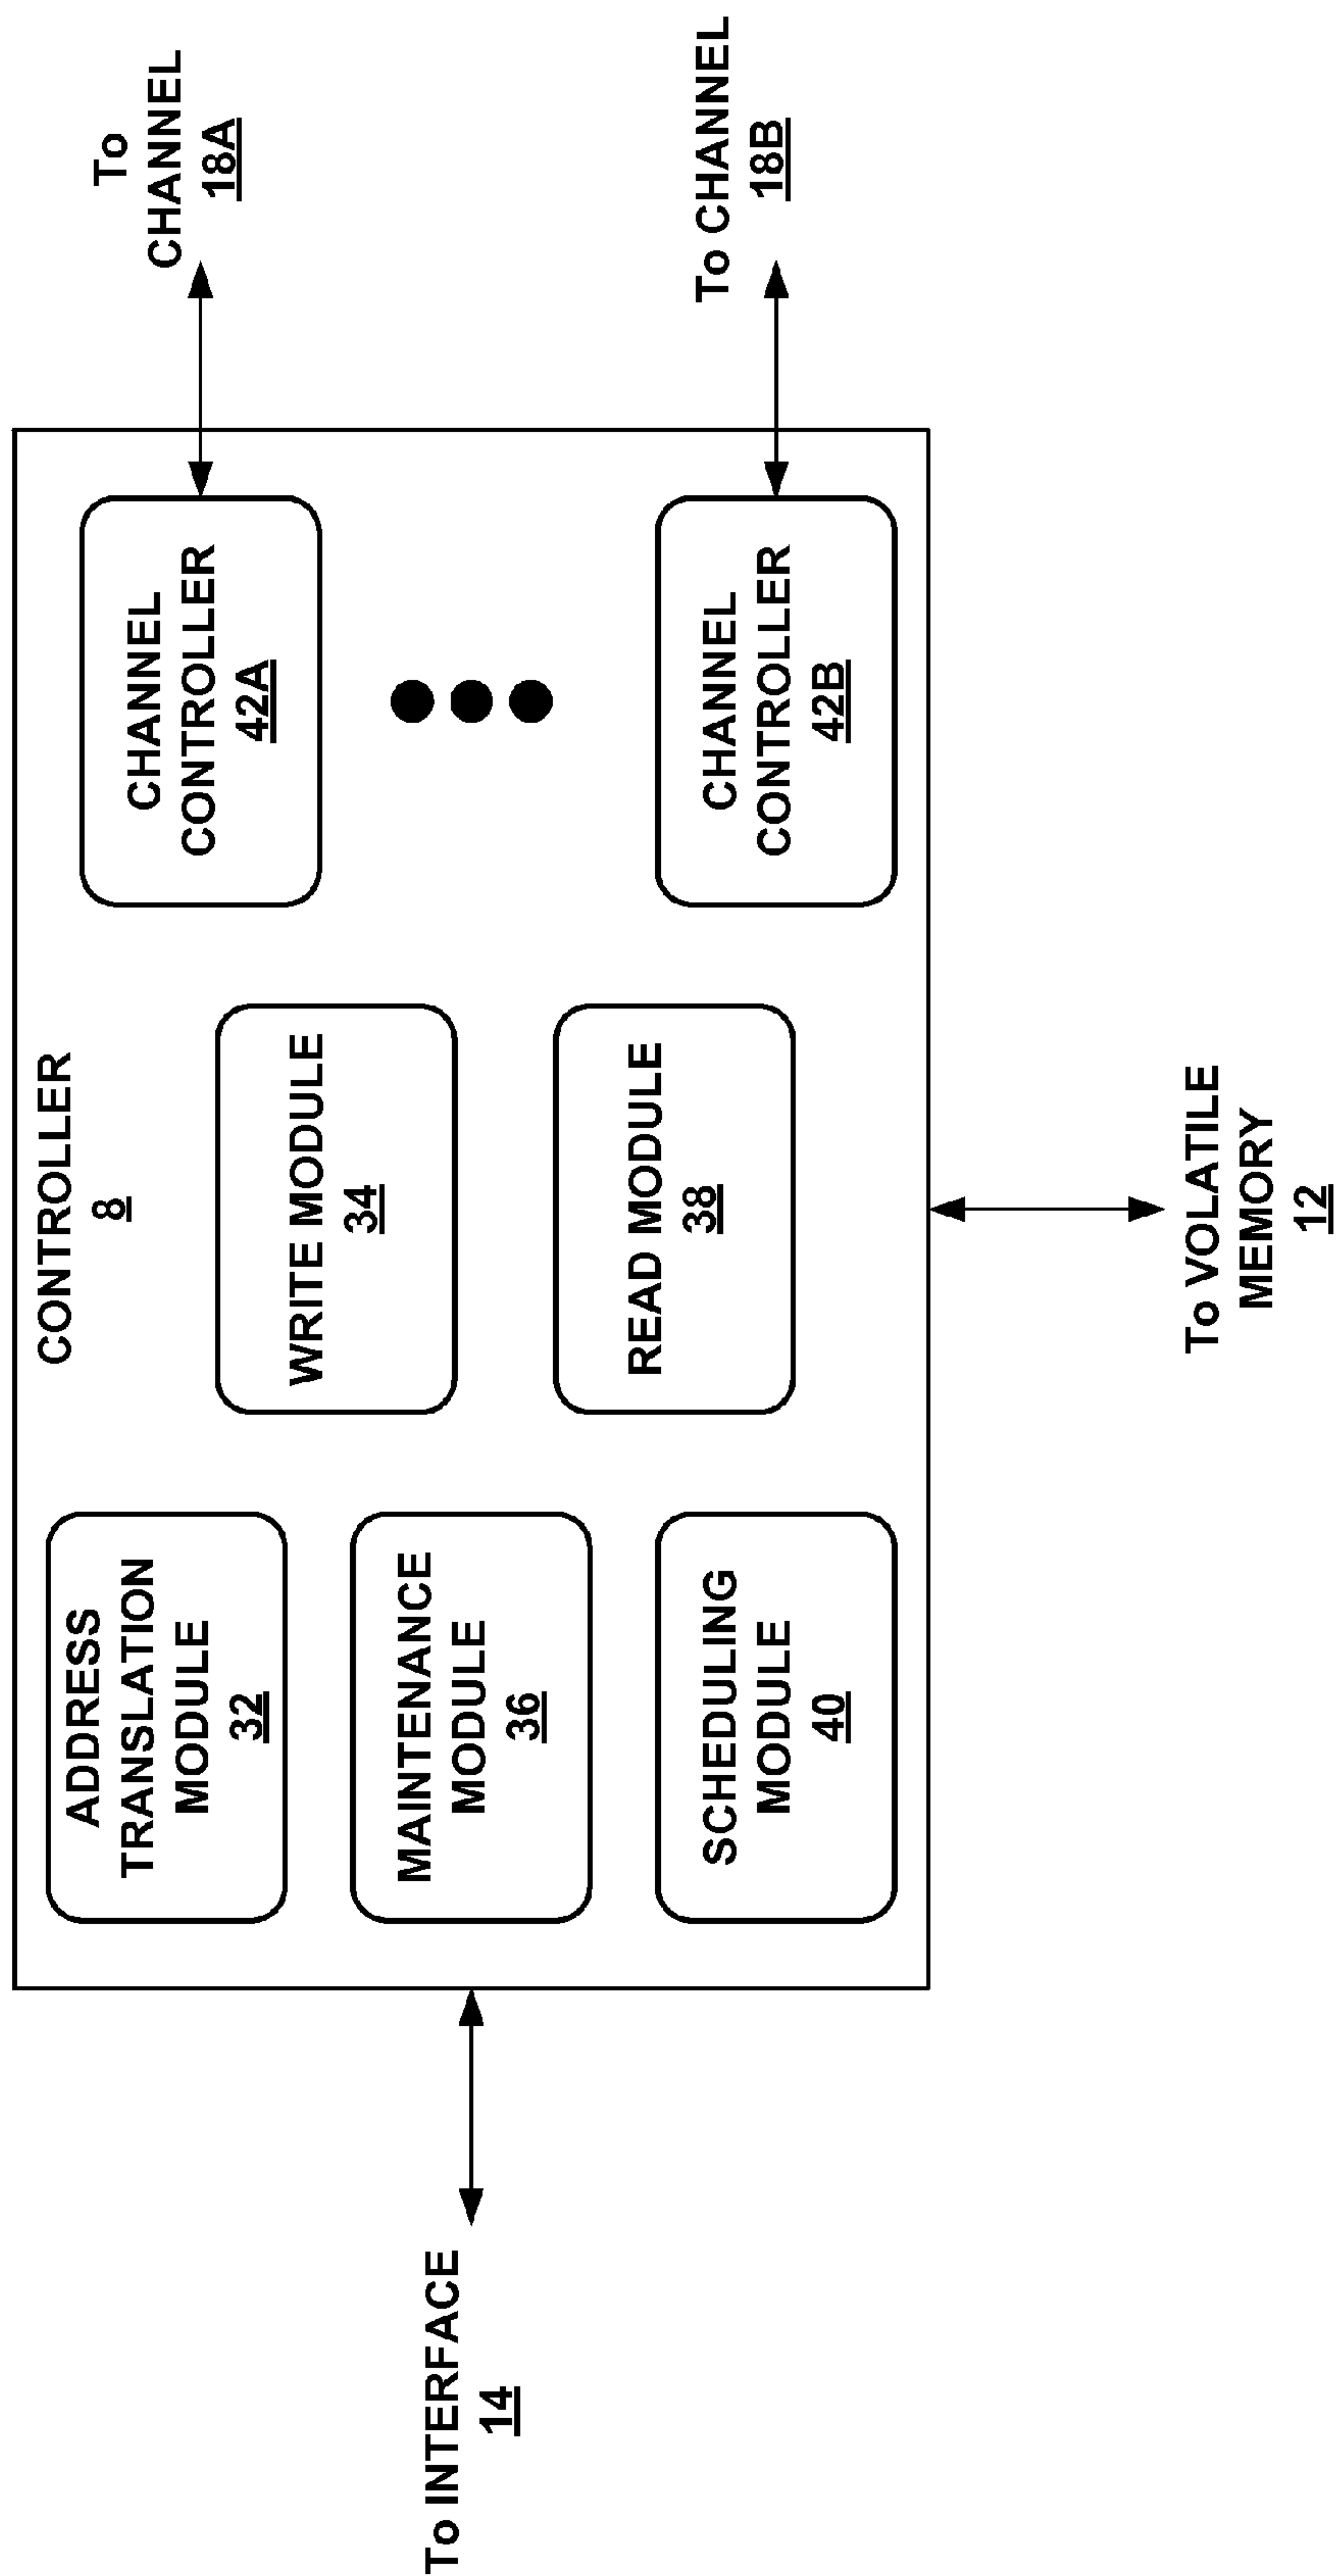 CONTROLLER
8
ADDRESS
TRANSLATION
MODULE
32
MAINTENANCE
MODULE
36
SCHEDULING
MODULE
40
WRITE MODULE
34
READ MODULE
38
CHANNEL
CONTROLLER
42A
CHANNEL
CONTROLLER
42B
To INTERFACE
14
To
CHANNEL
18A
To CHANNEL
18B
To VOLATILE
MEMORY
12